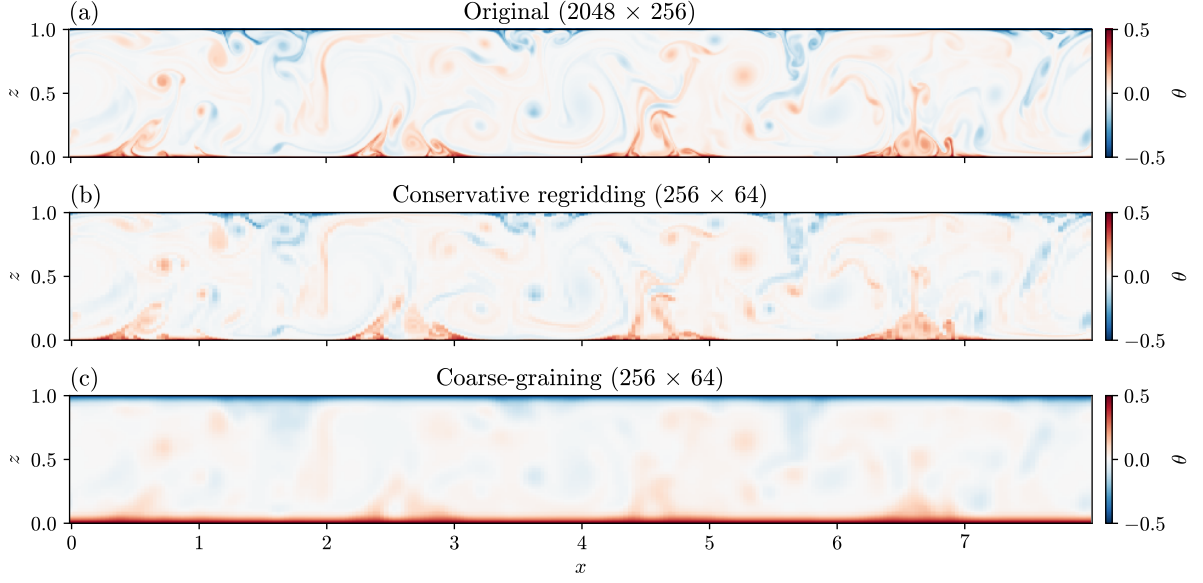 (a) Original (2048 × 256)
1.0
0.5
0.0
z
0.5
0.0
−0.5
θ
(b) Conservative regridding (256 × 64)
1.0
0.5
0.0
z
0.5
0.0
−0.5
θ
(c) Coarse-graining (256 × 64)
1.0
0.5
0.0
z
0.5
0.0
−0.5
θ
0 1 2 3 4 5 6 7
x